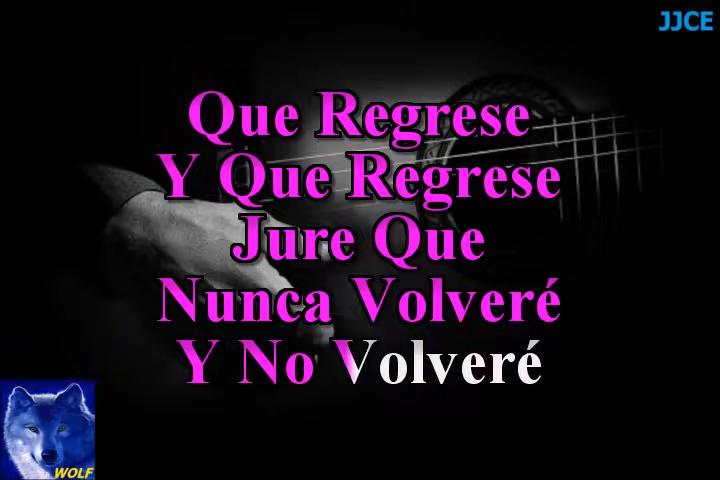 JJCE
Que Regrese
Y Que Regrese
Jure Que
Nunca Volveré
Y No Volveré
WOLF